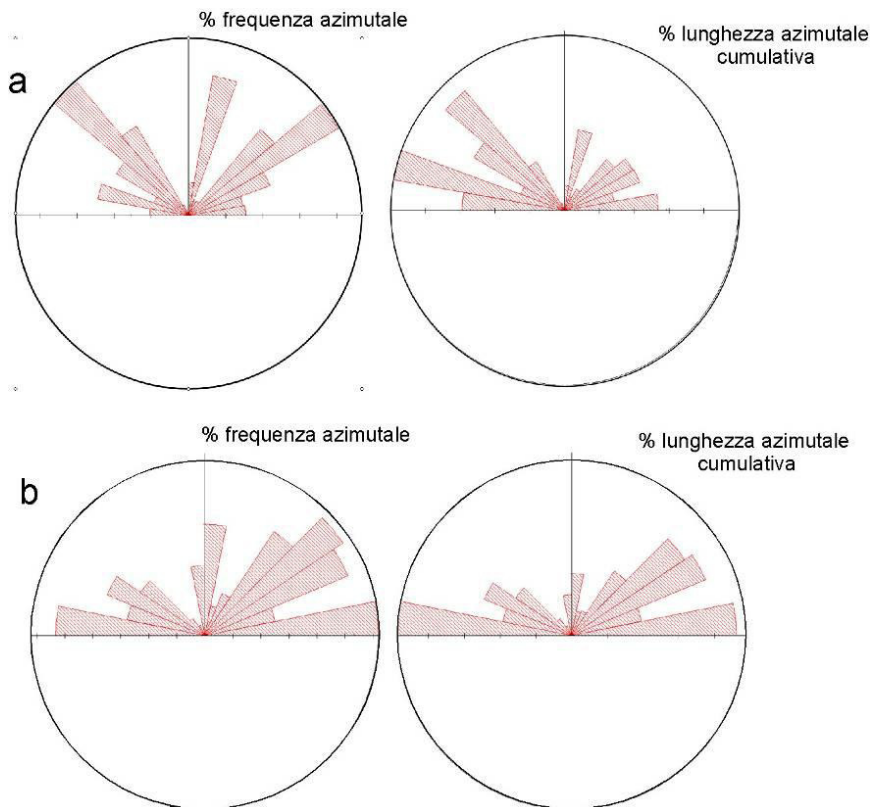 % frequenza azimutale
% lunghezza azimutale
cumulativa
a
% frequenza azimutale
% lunghezza azimutale
cumulativa
b